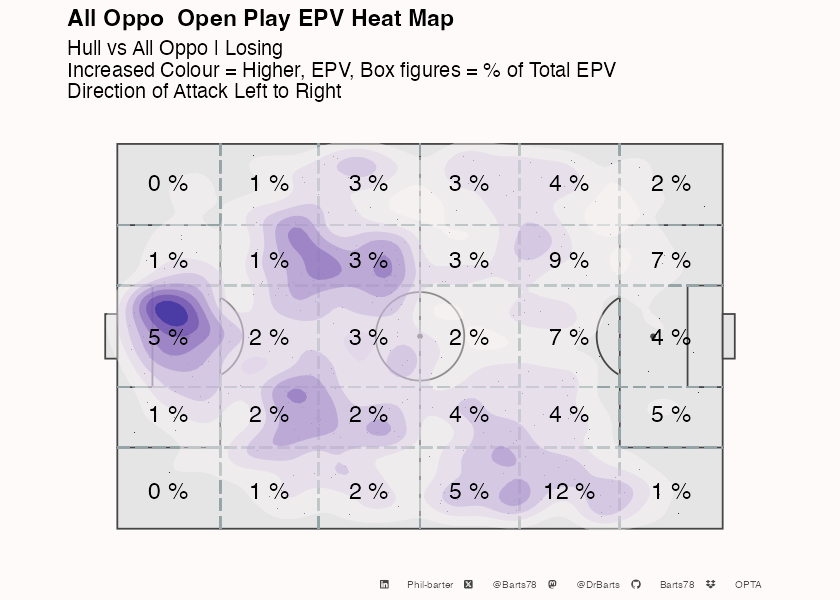 All Oppo  Open Play EPV Heat Map
Hull vs All Oppo | Losing
Increased Colour = Higher, EPV, Box figures = % of Total EPV
Direction of Attack Left to Right
0 % 1 % 3 % 3 % 4 % 2 %
1 % 1 % 3 % 3 % 9 % 7 %
5 % 2 % 3 % 2 % 7 % 4 %
1 % 2 % 2 % 4 % 4 % 5 %
0 % 1 % 2 % 5 % 12 % 1 %
Phil-barter @Barts78 @DrBarts Barts78 OPTA